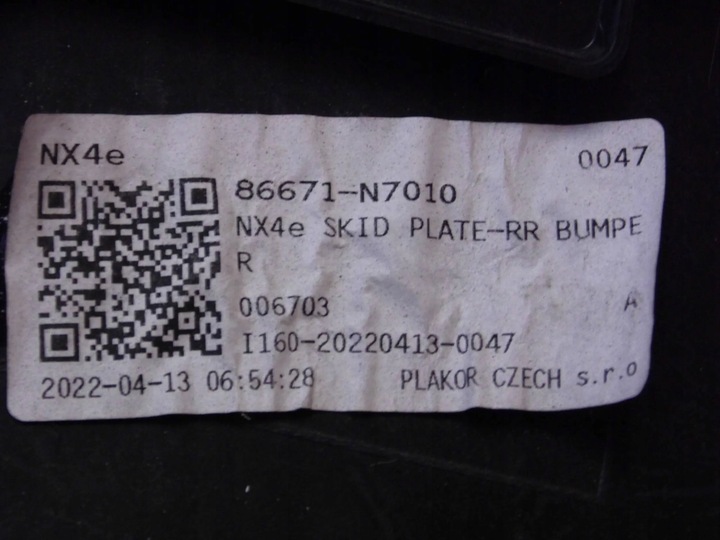 NX4e 0047
86671-N7010
NX4e SKID PLATE-RR BUMPE
R
006703 A
I160-20220413-0047
2022-04-13 06:54:28 PLAKOR CZECH s.r.o